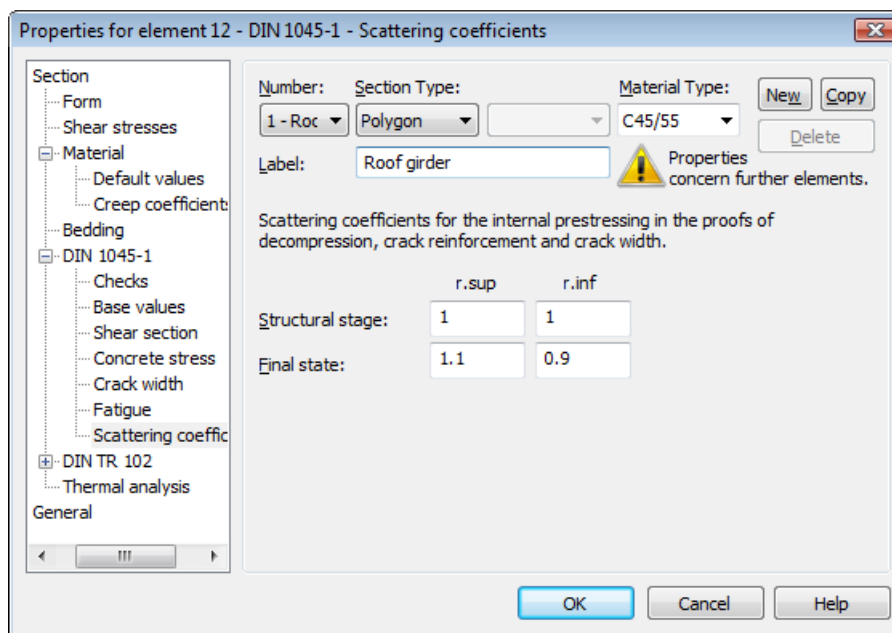 Properties for element 12 - DIN 1045-1 - Scattering coefficients
Section
Form
Shear stresses
Material
Default values
Creep coefficient
Bedding
DIN 1045-1
Checks
Base values
Shear section
Concrete stress
Crack width
Fatigue
Scattering coeffic
DIN TR 102
Thermal analysis
General
Number: Section Type: Material Type:
1 - Roc Polygon C45/55
New Copy
Delete
Label: Roof girder
Properties
concern further elements.
Scattering coefficients for the internal prestressing in the proofs of
decompression, crack reinforcement and crack width.
r.sup r.inf
Structural stage: 1 1
Final state: 1.1 0.9
OK Cancel Help